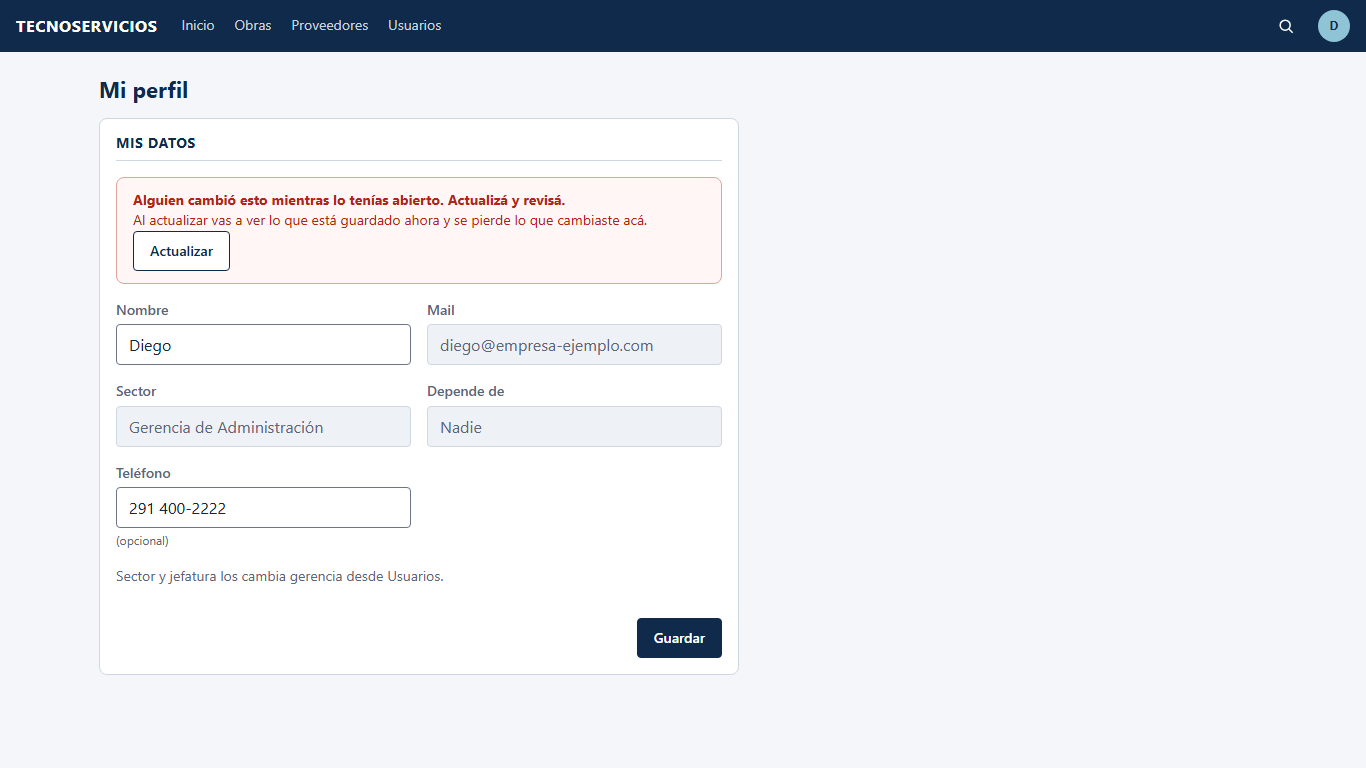 TECNOSERVICIOS Inicio Obras Proveedores Usuarios D
Mi perfil
MIS DATOS
Alguien cambió esto mientras lo tenías abierto. Actualizá y revisá.
Al actualizar vas a ver lo que está guardado ahora y se pierde lo que cambiaste acá.
Actualizar
Nombre Mail
Diego diego@empresa-ejemplo.com
Sector Depende de
Gerencia de Administración Nadie
Teléfono
291 400-2222
(opcional)
Sector y jefatura los cambia gerencia desde Usuarios.
Guardar